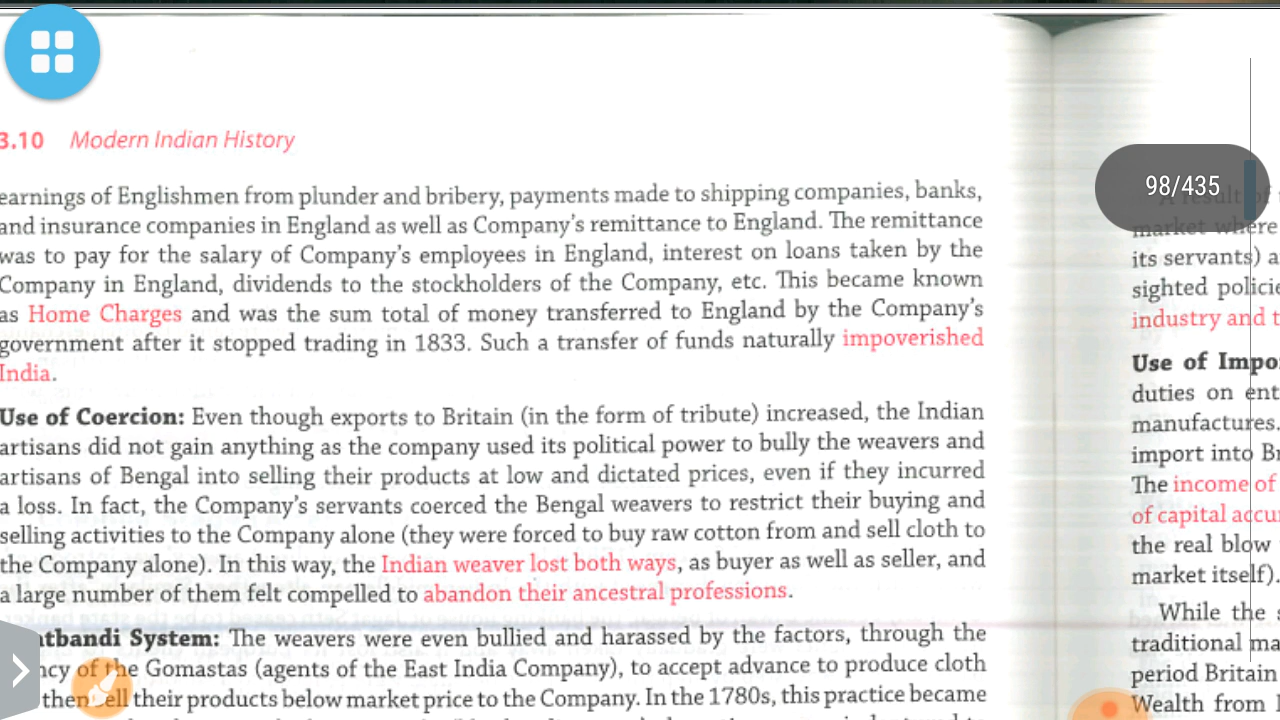 98/435
3.10 Modern Indian History
earnings of Englishmen from plunder and bribery, payments made to shipping companies, banks,
and insurance companies in England as well as Company's remittance to England. The remittance
was to pay for the salary of Company's employees in England, interest on loans taken by the
Company in England, dividends to the stockholders of the Company, etc. This became known
as Home Charges and was the sum total of money transferred to England by the Company's
government after it stopped trading in 1833. Such a transfer of funds naturally impoverished
India.
Use of Coercion: Even though exports to Britain (in the form of tribute) increased, the Indian
artisans did not gain anything as the company used its political power to bully the weavers and
artisans of Bengal into selling their products at low and dictated prices, even if they incurred
a loss. In fact, the Company's servants coerced the Bengal weavers to restrict their buying and
selling activities to the Company alone (they were forced to buy raw cotton from and sell cloth to
the Company alone). In this way, the Indian weaver lost both ways, as buyer as well as seller, and
a large number of them felt compelled to abandon their ancestral professions.
tbandi System: The weavers were even bullied and harassed by the factors, through the
ncy of the Gomastas (agents of the East India Company), to accept advance to produce cloth
then sell their products below market price to the Company. In the 1780s, this practice became
A result of
market where
its servants) a
sighted policie
industry and t
Use of Impo
duties on ent
manufactures.
import into Br
The income of
of capital accu
the real blow
market itself).
While the s
traditional ma
period Britain
Wealth from